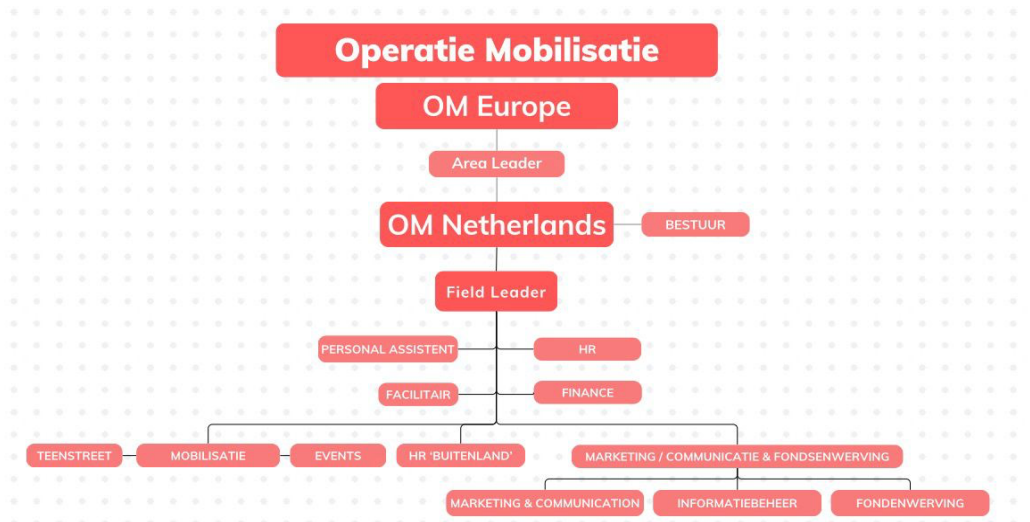 Operatie Mobilisatie
OM Europe
Area Leader
OM Netherlands
BESTUUR
Field Leader
PERSONAL ASSISTENT
HR
FACILITAIR
FINANCE
TEENSTREET
MOBILISATIE
EVENTS
HR 'BUITENLAND'
MARKETING / COMMUNICATIE & FONDSENWERVING
MARKETING & COMMUNICATION
INFORMATIEBEHEER
FONDENWERVING